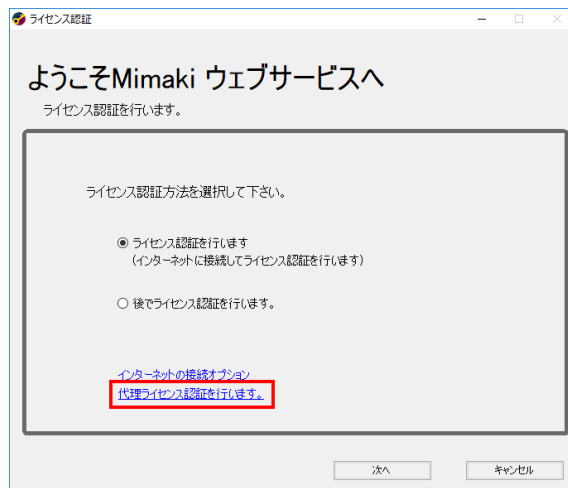 ライセンス認証
ようこそMimaki ウェブサービスへ
ライセンス認証を行います。
ライセンス認証方法を選択して下さい。
ライセンス認証を行います
(インターネットに接続してライセンス認証を行います)
後でライセンス認証を行います。
インターネットの接続オプション
代理ライセンス認証を行います。
次へ
キャンセル